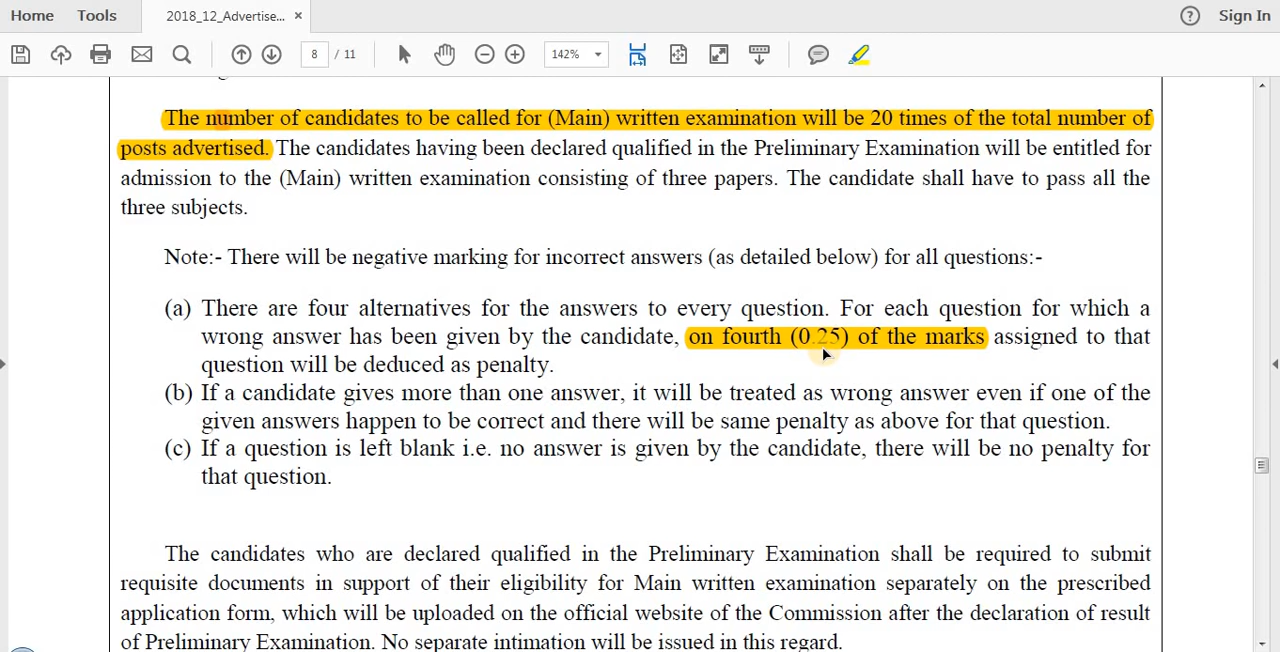 Home Tools 2018_12_Advertise... × ? Sign In
8 / 11 142%
The number of candidates to be called for (Main) written examination will be 20 times of the total number of
posts advertised. The candidates having been declared qualified in the Preliminary Examination will be entitled for
admission to the (Main) written examination consisting of three papers. The candidate shall have to pass all the
three subjects.
Note:- There will be negative marking for incorrect answers (as detailed below) for all questions:-
(a) There are four alternatives for the answers to every question. For each question for which a
wrong answer has been given by the candidate, on fourth (0.25) of the marks assigned to that
question will be deducted as penalty.
(b) If a candidate gives more than one answer, it will be treated as wrong answer even if one of the
given answers happen to be correct and there will be same penalty as above for that question.
(c) If a question is left blank i.e. no answer is given by the candidate, there will be no penalty for
that question.
The candidates who are declared qualified in the Preliminary Examination shall be required to submit
requisite documents in support of their eligibility for Main written examination separately on the prescribed
application form, which will be uploaded on the official website of the Commission after the declaration of result
of Preliminary Examination. No separate intimation will be issued in this regard.